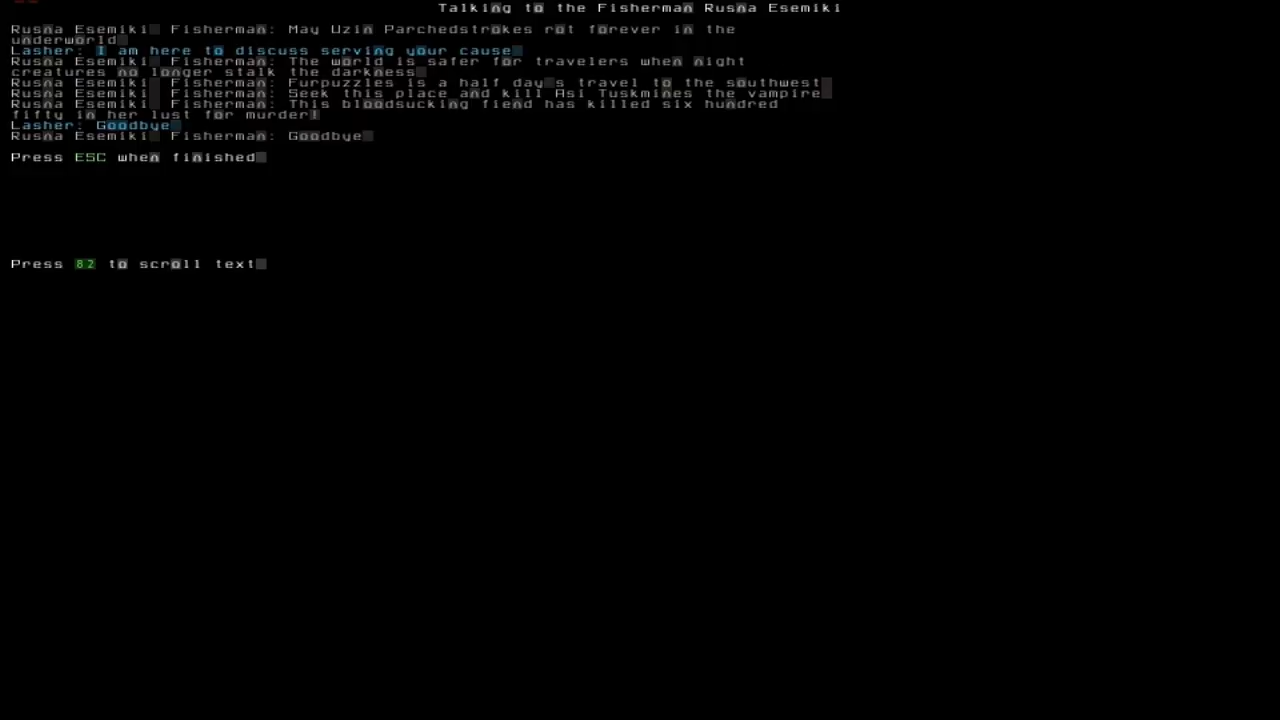 Talking to the Fisherman Rusna Esemiki
Rusna Esemiki Fisherman: May Uzin Parchedstrokes rot forever in the
underworld
Lasher: I am here to discuss serving your cause
Rusna Esemiki Fisherman: The world is safer for travelers when night
creatures no longer stalk the darkness
Rusna Esemiki Fisherman: Furpuzzles is a half day s travel to the southwest
Rusna Esemiki Fisherman: Seek this place and kill Asi Tuskmines the vampire
Rusna Esemiki Fisherman: This bloodsucking fiend has killed six hundred
fifty in her lust for murder!
Lasher: Goodbye
Rusna Esemiki Fisherman: Goodbye
Press ESC when finished
Press 82 to scroll text